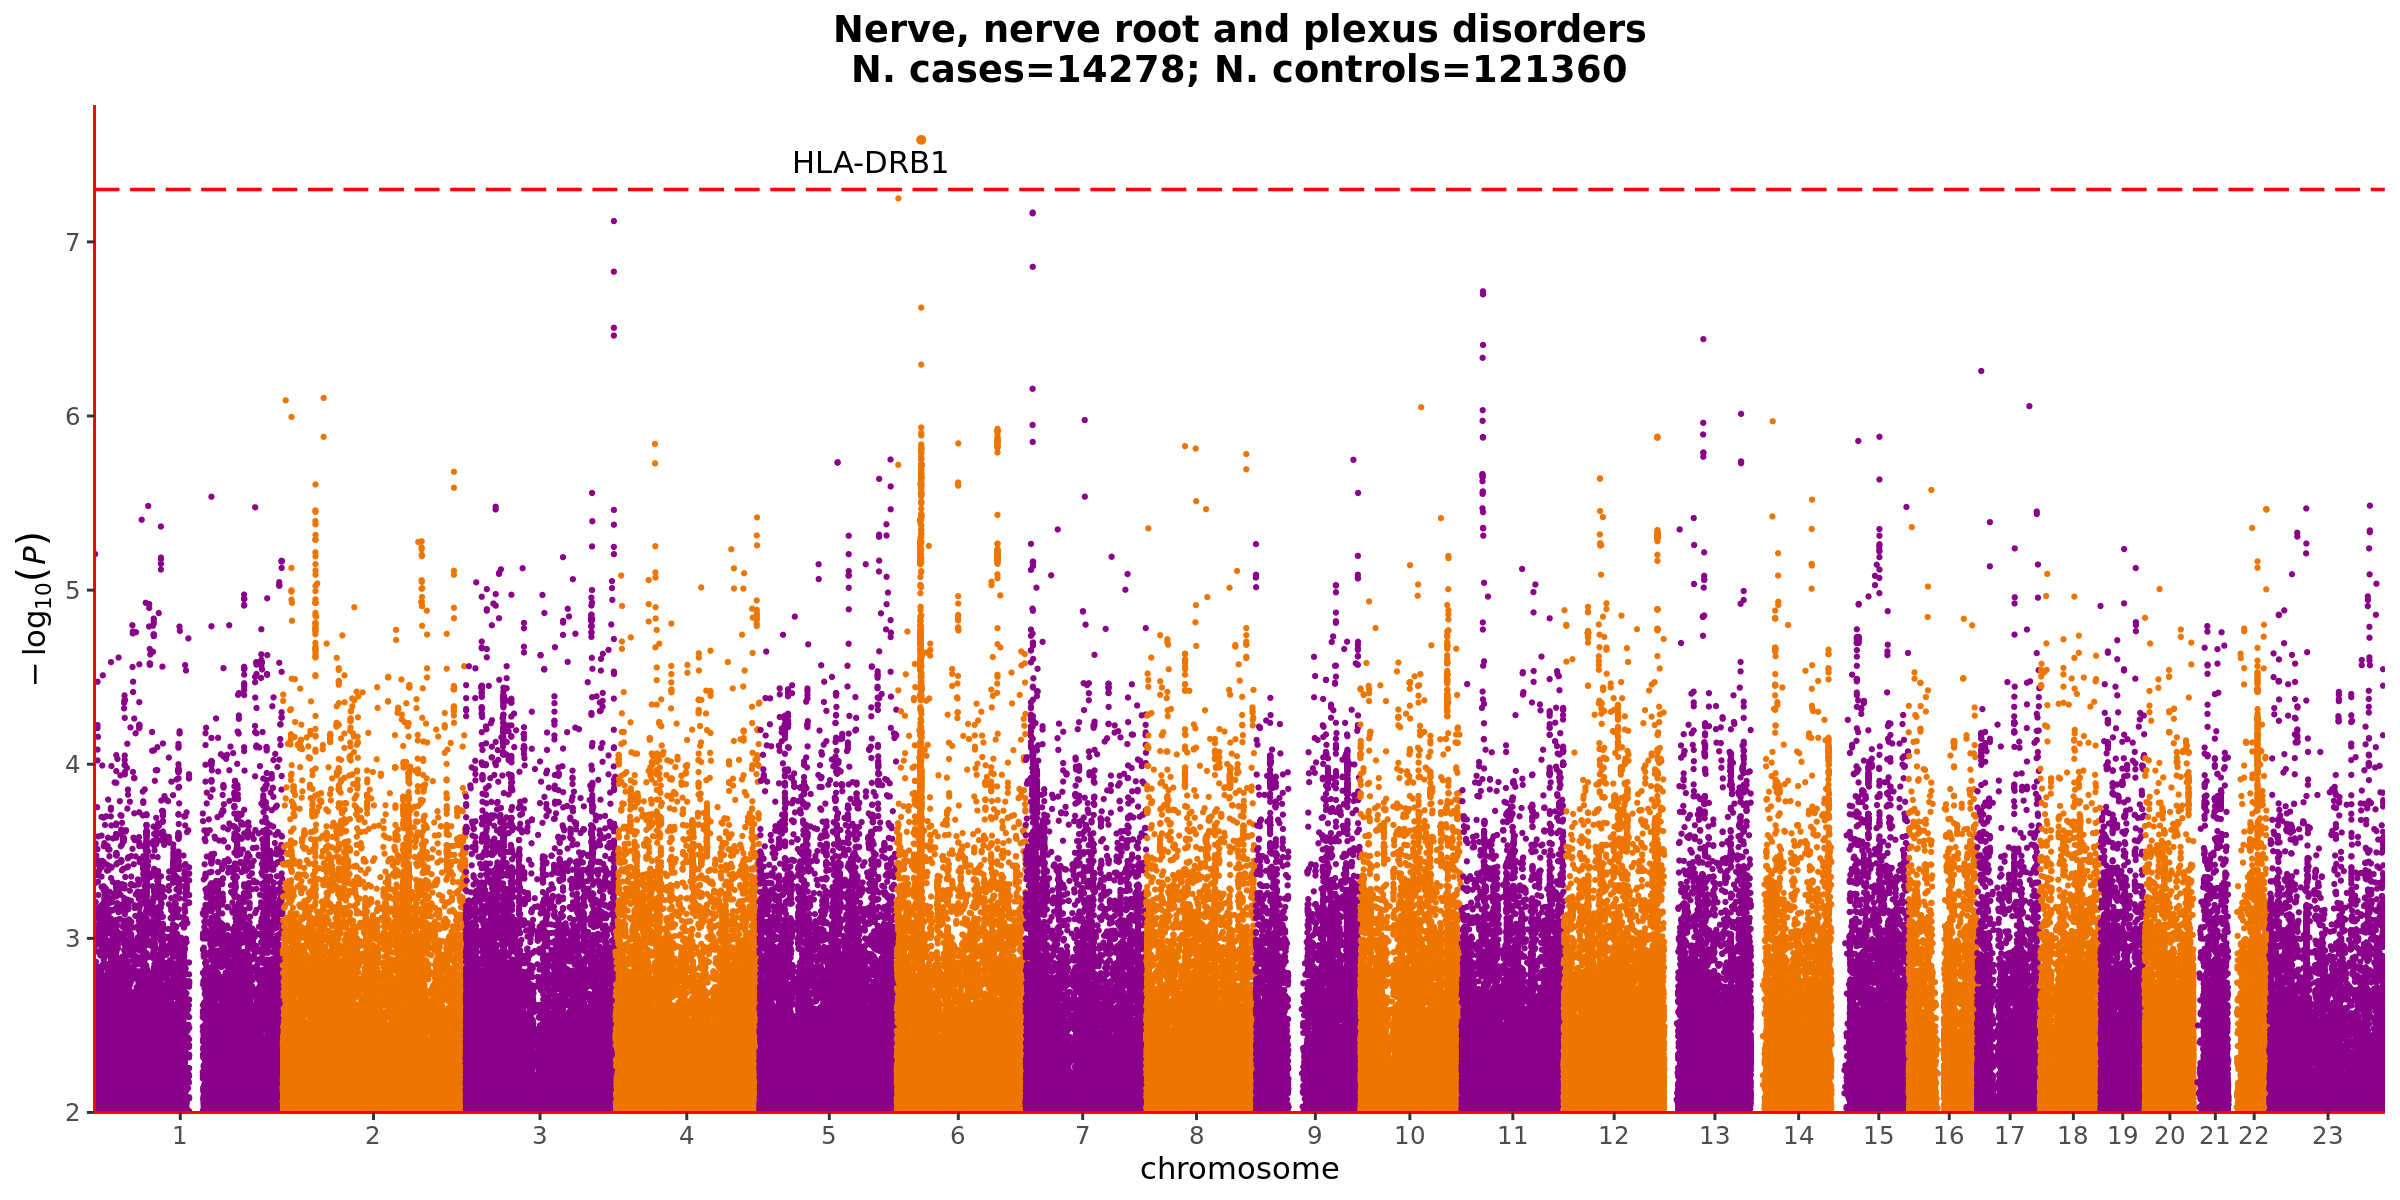 Nerve, nerve root and plexus disorders
N. cases=14278; N. controls=121360
HLA-DRB1
7
6
5
4
3
2
−log10(P)
1 2 3 4 5 6 7 8 9 10 11 12 13 14 15 16 17 18 19 20 21 22 23
chromosome